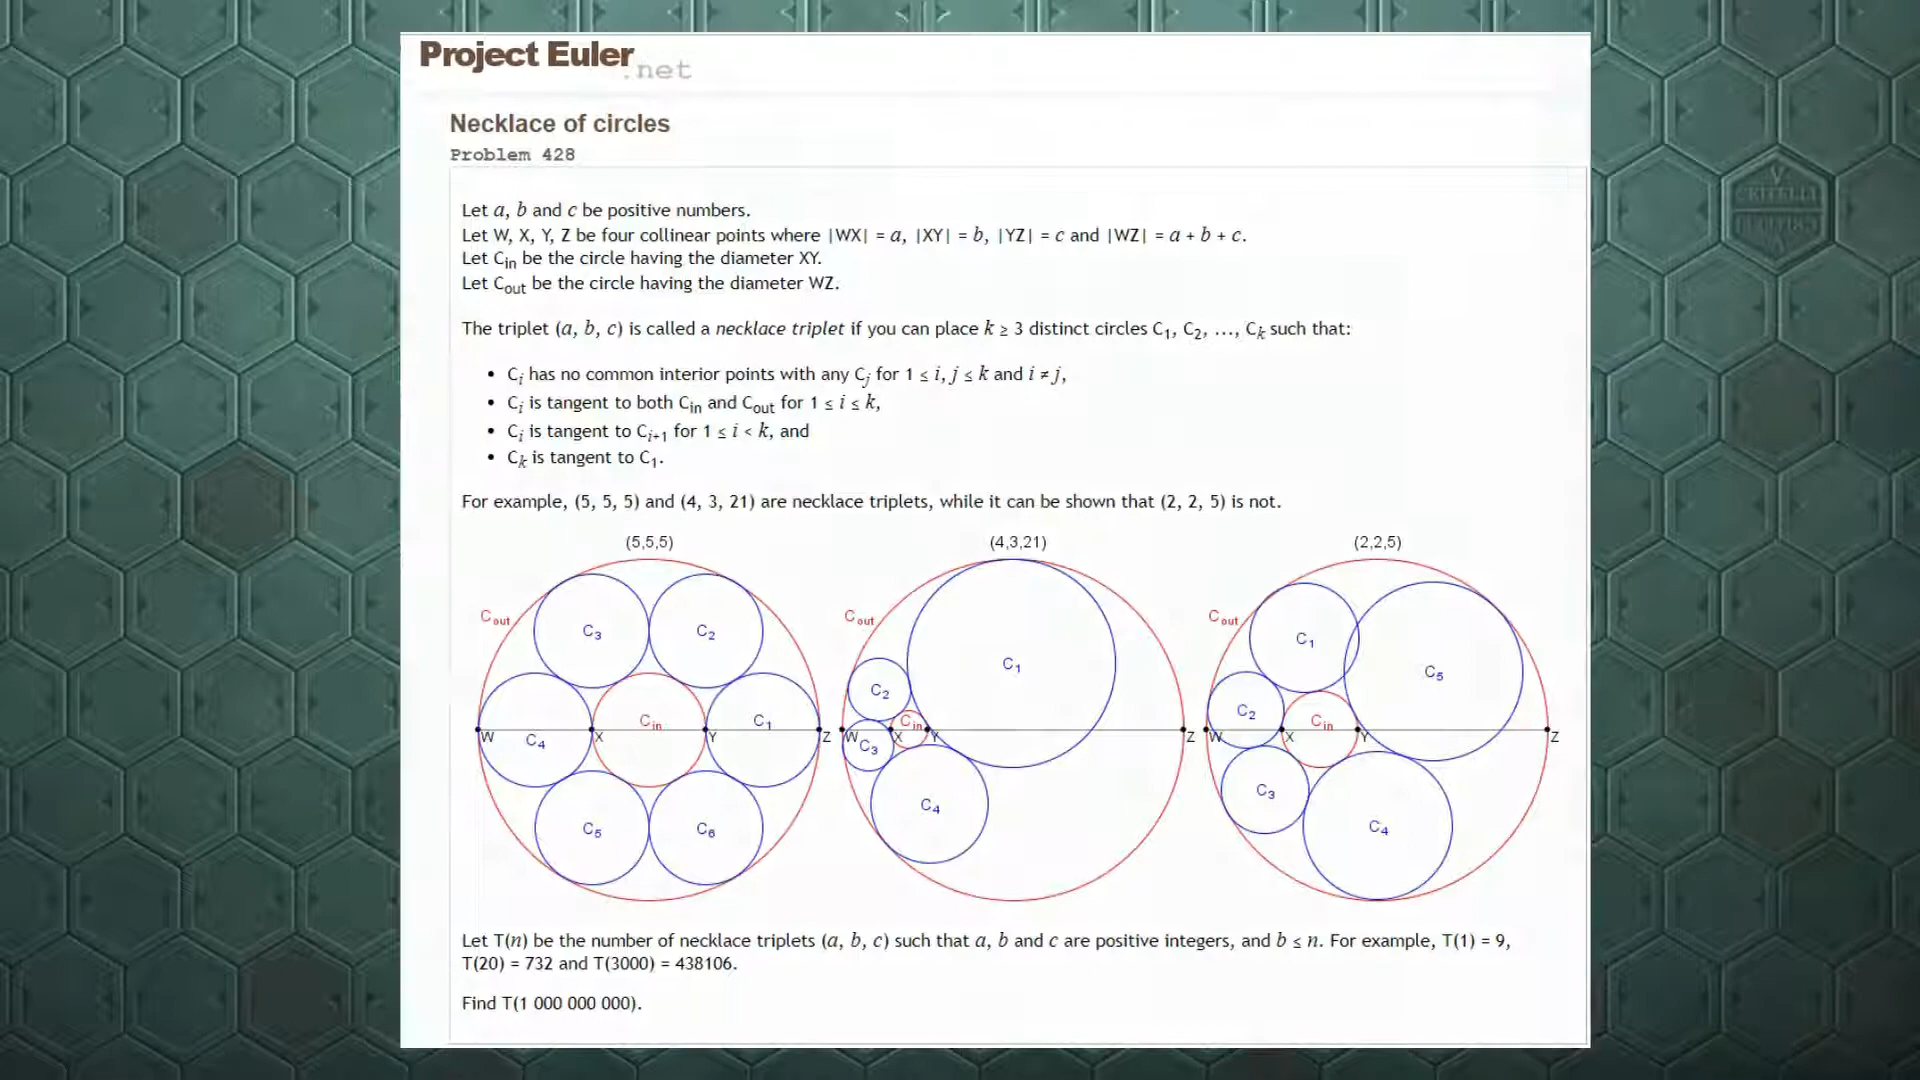 Project Euler
.net
Necklace of circles
Problem 428
Let a, b and c be positive numbers.
Let W, X, Y, Z be four collinear points where |WX| = a, |XY| = b, |YZ| = c and |WZ| = a + b + c.
Let Cin be the circle having the diameter XY.
Let Cout be the circle having the diameter WZ.
The triplet (a, b, c) is called a necklace triplet if you can place k ≥ 3 distinct circles C1, C2, ..., Ck such that:
• Ci has no common interior points with any Cj for 1 ≤ i, j ≤ k and i ≠ j,
• Ci is tangent to both Cin and Cout for 1 ≤ i ≤ k,
• Ci is tangent to Ci+1 for 1 ≤ i < k, and
• Ck is tangent to C1.
For example, (5, 5, 5) and (4, 3, 21) are necklace triplets, while it can be shown that (2, 2, 5) is not.
(5,5,5) (4,3,21) (2,2,5)
Cout C3 C2 Cin C1 W C4 X Y Z C5 C6
Cout C1 C2 Cin W C3 X Y Z C4
Cout C1 C5 C2 Cin W X Y Z C3 C4
Let T(n) be the number of necklace triplets (a, b, c) such that a, b and c are positive integers, and b ≤ n. For example, T(1) = 9,
T(20) = 732 and T(3000) = 438106.
Find T(1 000 000 000).